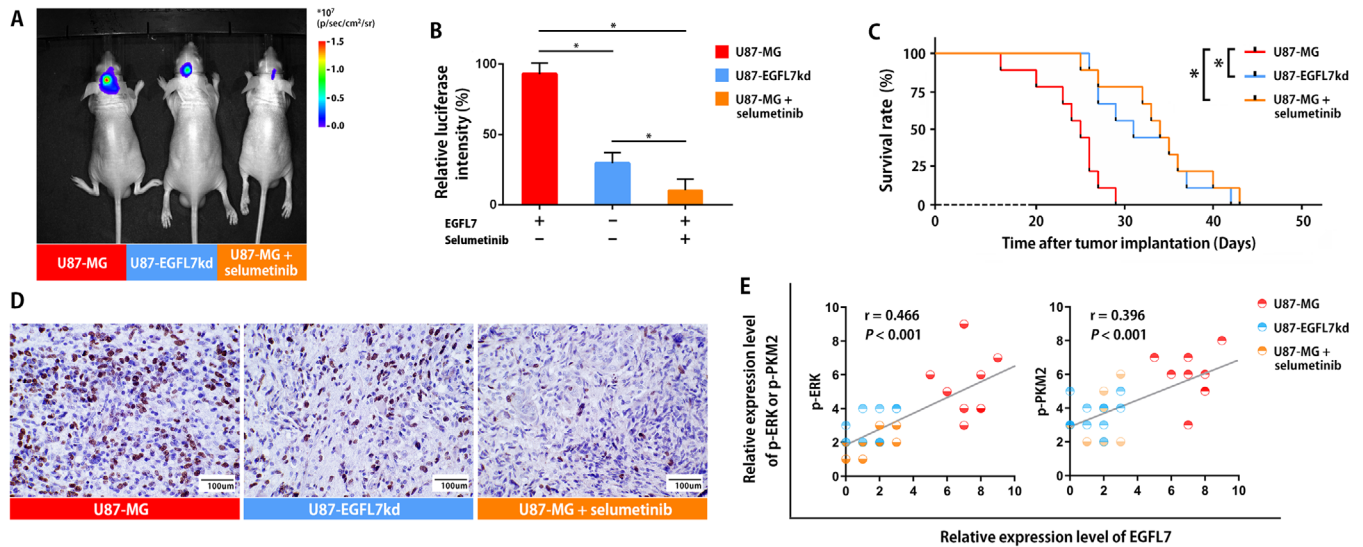 A
*10⁷
(p/sec/cm²/sr)
1.5
1.0
0.5
0.0
U87-MG
U87-EGFL7kd
U87-MG +
selumetinib
B
Relative luciferase
intensity (%)
100
50
0
*
*
*
EGFL7
+
−
+
Selumetinib
−
−
+
U87-MG
U87-EGFL7kd
U87-MG +
selumetinib
C
Survival rate (%)
100
75
50
25
0
0
20
30
40
50
Time after tumor implantation (Days)
*
*
U87-MG
U87-EGFL7kd
U87-MG +
selumetinib
D
100um
100um
100um
U87-MG
U87-EGFL7kd
U87-MG + selumetinib
E
Relative expression level
of p-ERK or p-PKM2
p-ERK
10
8
6
4
2
0
r = 0.466
P < 0.001
0
2
4
6
8
10
p-PKM2
10
8
6
4
2
0
r = 0.396
P < 0.001
0
2
4
6
8
10
U87-MG
U87-EGFL7kd
U87-MG +
selumetinib
Relative expression level of EGFL7